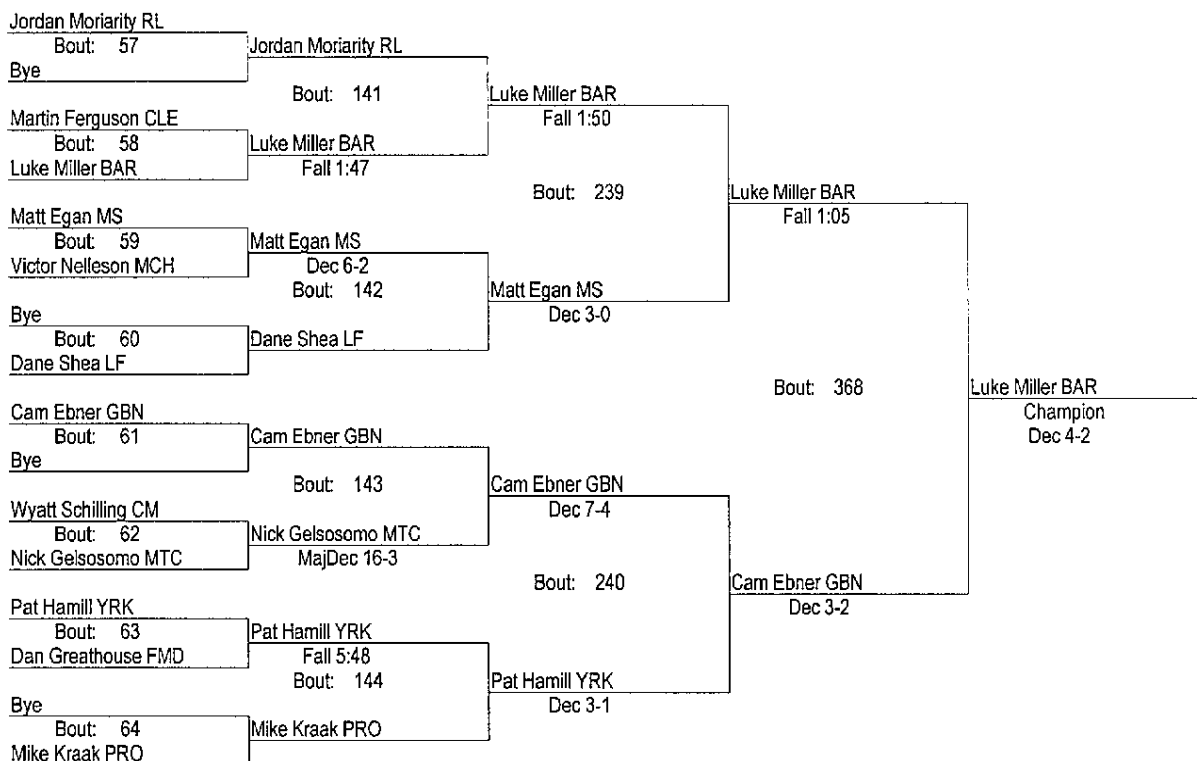 Jordan Moriarity RL
Bout: 57
Bye
Jordan Moriarity RL
Bout: 141
Martin Ferguson CLE
Bout: 58
Luke Miller BAR
Luke Miller BAR
Fall 1:47
Luke Miller BAR
Fall 1:50
Bout: 239
Matt Egan MS
Bout: 59
Victor Nelleson MCH
Matt Egan MS
Dec 6-2
Bout: 142
Bye
Bout: 60
Dane Shea LF
Dane Shea LF
Matt Egan MS
Dec 3-0
Luke Miller BAR
Fall 1:05
Bout: 368
Cam Ebner GBN
Bout: 61
Bye
Cam Ebner GBN
Bout: 143
Wyatt Schilling CM
Bout: 62
Nick Gelsosomo MTC
Nick Gelsosomo MTC
MajDec 16-3
Cam Ebner GBN
Dec 7-4
Bout: 240
Pat Hamill YRK
Bout: 63
Dan Greathouse FMD
Pat Hamill YRK
Fall 5:48
Bout: 144
Bye
Bout: 64
Mike Kraak PRO
Mike Kraak PRO
Pat Hamill YRK
Dec 3-1
Cam Ebner GBN
Dec 3-2
Luke Miller BAR
Champion
Dec 4-2